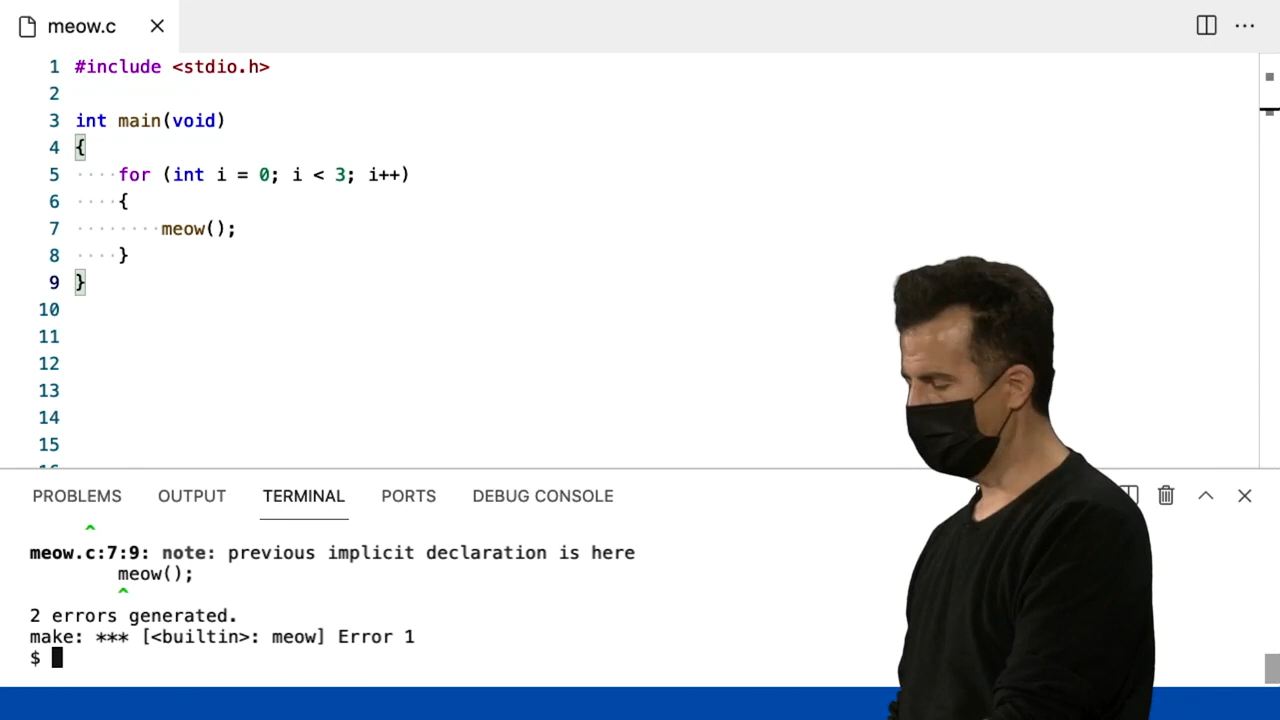 meow.c
1 #include <stdio.h>
2
3 int main(void)
4 {
5 ····for (int i = 0; i < 3; i++)
6 ····{
7 ········meow();
8 ····}
9 }
10
11
12
13
14
15
PROBLEMS OUTPUT TERMINAL PORTS DEBUG CONSOLE
^
meow.c:7:9: note: previous implicit declaration is here
meow();
^
2 errors generated.
make: *** [<builtin>: meow] Error 1
$